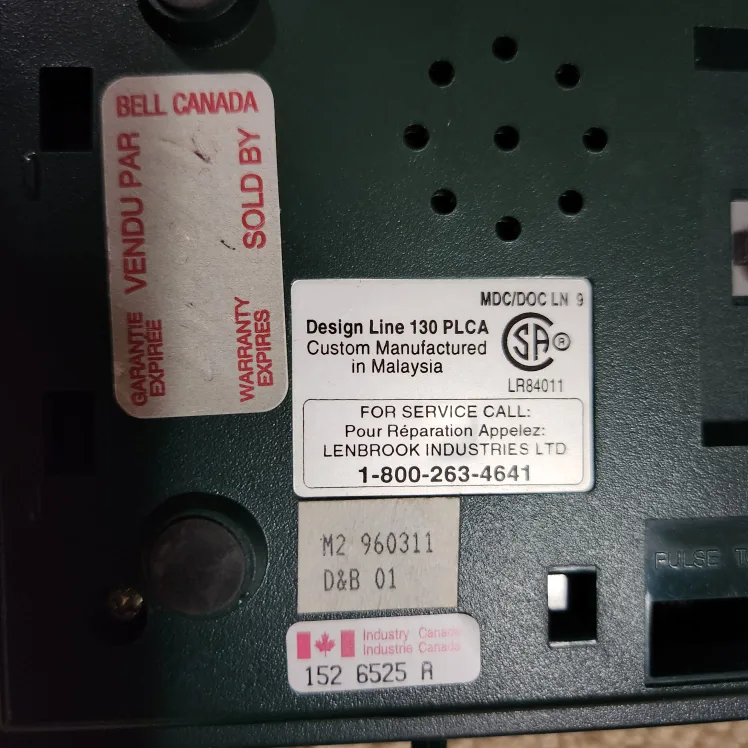 BELL CANADA
VENDU PAR
SOLD BY
GARANTIE
EXPIRÉE
WARRANTY
EXPIRES
MDC/DOC LN 9
Design Line 130 PLCA
Custom Manufactured
in Malaysia
SA ®
LR84011
FOR SERVICE CALL:
Pour Réparation Appelez:
LENBROOK INDUSTRIES LTD
1-800-263-4641
M2 960311
D&B 01
Industry Canada
Industrie Canada
152 6525 A
PULSE